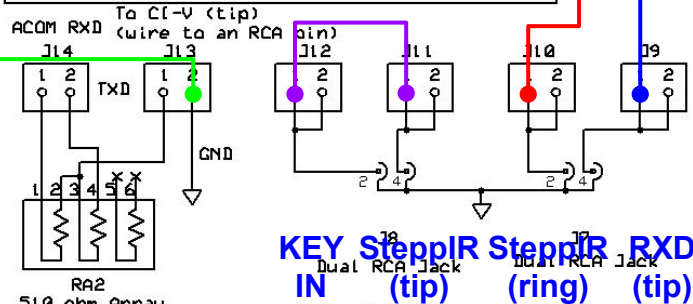 To CI-V (tip)
ACOM RXD (wire to an RCA pin)
J14 J13 J12 J11 J10 J9
1 2 1 2 1 2 1 2 1 2 1 2
TXD
GND
X X
1 2 3 4 5 6
2 4 2 4
J8 J7
Dual RCA Jack Dual RCA Jack
KEY IN
SteppIR (tip)
SteppIR (ring)
RXD (tip)
RA2
510 ohm Array